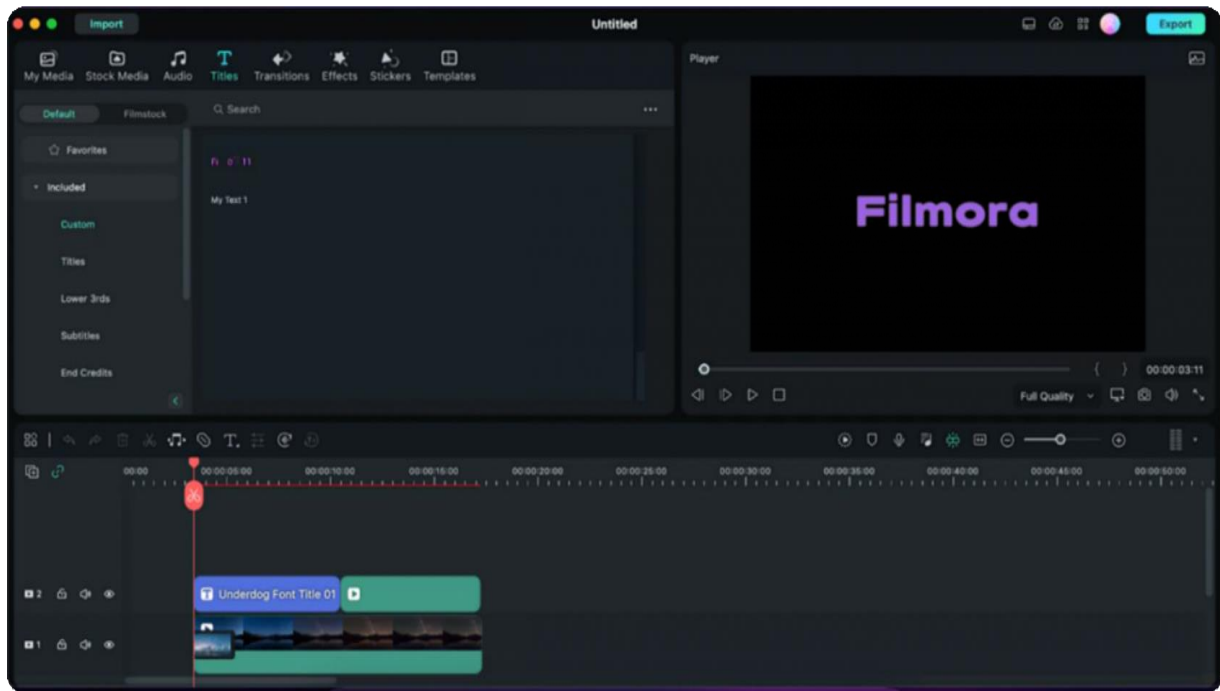 Import
Untitled
Export
My Media Stock Media Audio Titles Transitions Effects Stickers Templates
Default Filmstock
Search
Favorites
Included
Custom
Titles
Lower 3rds
Subtitles
End Credits
My Text 1
Player
Filmora
{ } 00:00:03:11
Full Quality
00:00 00:00:05:00 00:00:10:00 00:00:15:00 00:00:20:00 00:00:25:00 00:00:30:00 00:00:35:00 00:00:40:00 00:00:45:00 00:00:50:00
2 Underdog Font Title 01
1